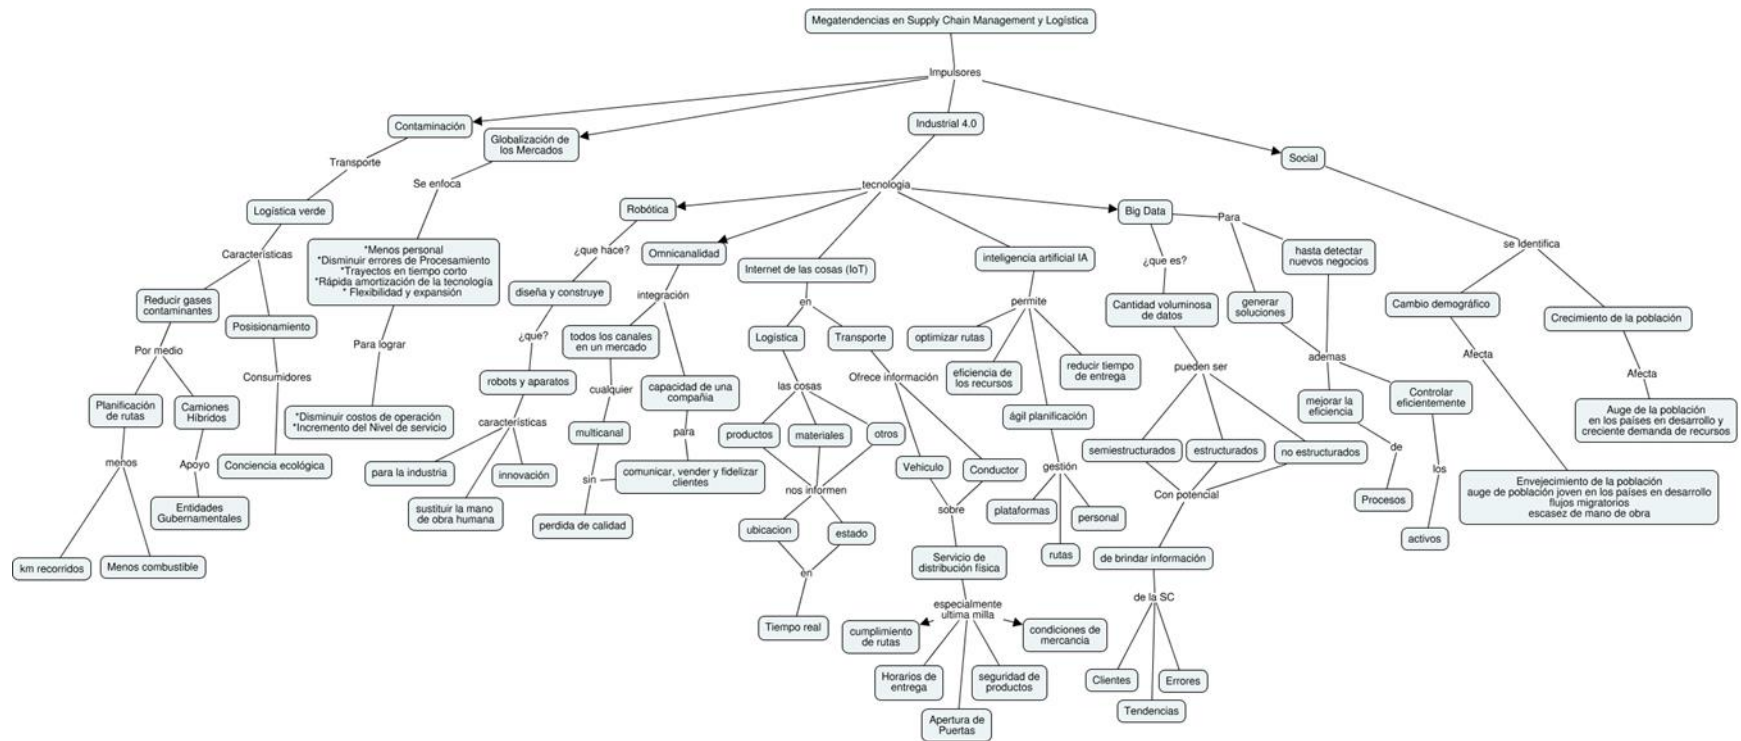 Megatendencias en Supply Chain Management y Logística
Impulsores
Contaminación
Globalización de
los Mercados
Industrial 4.0
Social
Transporte
Se enfoca
tecnologia
Logística verde
Robótica
Big Data
Para
Características
*Menos personal
*Disminuir errores de Procesamiento
*Trayectos en tiempo corto
*Rápida amortización de la tecnología
* Flexibilidad y expansión
¿que hace?
Omnicanalidad
Internet de las cosas (IoT)
inteligencia artificial IA
¿que es?
hasta detectar
nuevos negocios
se Identifica
Reducir gases
contaminantes
Posisionamiento
diseña y construye
integración
en
permite
Cantidad voluminosa
de datos
generar
soluciones
Cambio demográfico
Crecimiento de la población
Por medio
Para lograr
¿que?
todos los canales
en un mercado
Logística
Transporte
optimizar rutas
eficiencia de
los recursos
reducir tiempo
de entrega
pueden ser
ademas
Afecta
Afecta
Consumidores
robots y aparatos
cualquier
capacidad de una
compañia
las cosas
Ofrece información
ágil planificación
mejorar la
eficiencia
Controlar
eficientemente
Planificación
de rutas
Camiones
Híbridos
*Disminuir costos de operación
*Incremento del Nivel de servicio
características
multicanal
para
productos
materiales
otros
semiestructurados
estructurados
no estructurados
de
Auge de la población
en los países en desarrollo y
creciente demanda de recursos
menos
Apoyo
Conciencia ecológica
para la industria
innovación
sin
comunicar, vender y fidelizar
clientes
Vehiculo
Conductor
gestión
los
nos informen
sobre
Con potencial
Procesos
Envejecimiento de la población
auge de población joven en los países en desarrollo
flujos migratorios
escasez de mano de obra
Entidades
Gubernamentales
sustituir la mano
de obra humana
perdida de calidad
ubicacion
estado
plataformas
personal
rutas
activos
km recorridos
Menos combustible
en
Servicio de
distribución física
de brindar información
Tiempo real
especialmente
ultima milla
de la SC
cumplimiento
de rutas
condiciones de
mercancia
Horarios de
entrega
seguridad de
productos
Clientes
Errores
Apertura de
Puertas
Tendencias